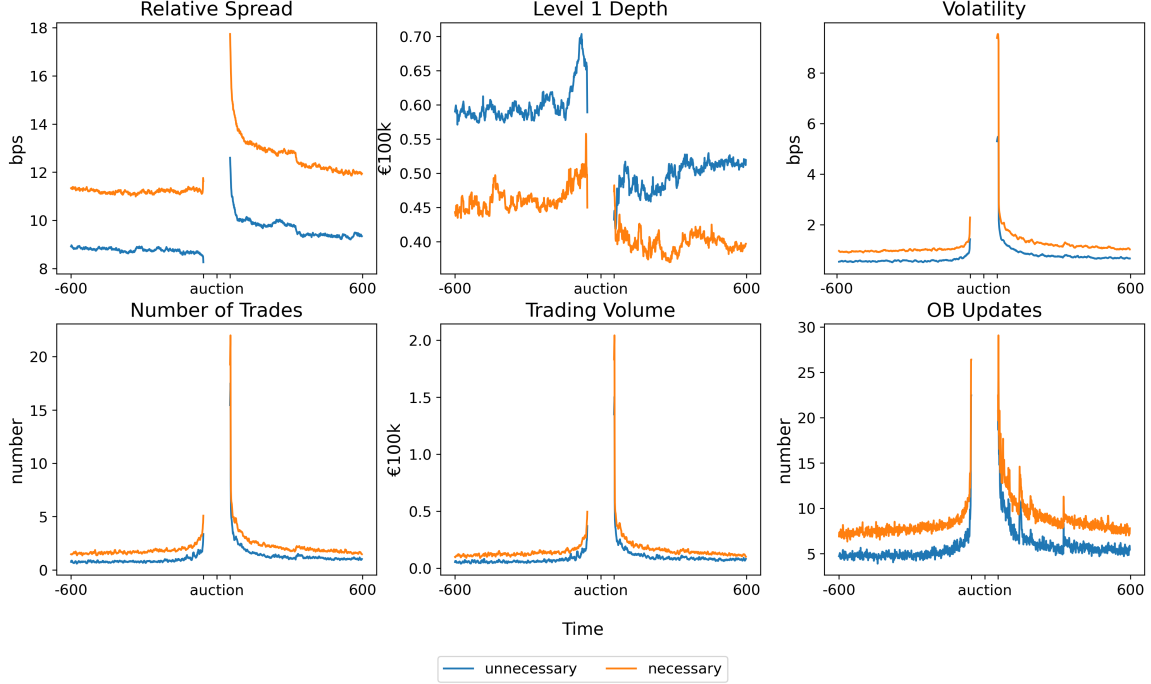 Relative Spread
bps
18
16
14
12
10
8
-600
auction
600
Level 1 Depth
€100k
0.70
0.65
0.60
0.55
0.50
0.45
0.40
-600
auction
600
Volatility
bps
8
6
4
2
-600
auction
600
Number of Trades
number
20
15
10
5
0
-600
auction
600
Trading Volume
€100k
2.0
1.5
1.0
0.5
0.0
-600
auction
600
OB Updates
number
30
25
20
15
10
5
-600
auction
600
Time
unnecessary
necessary